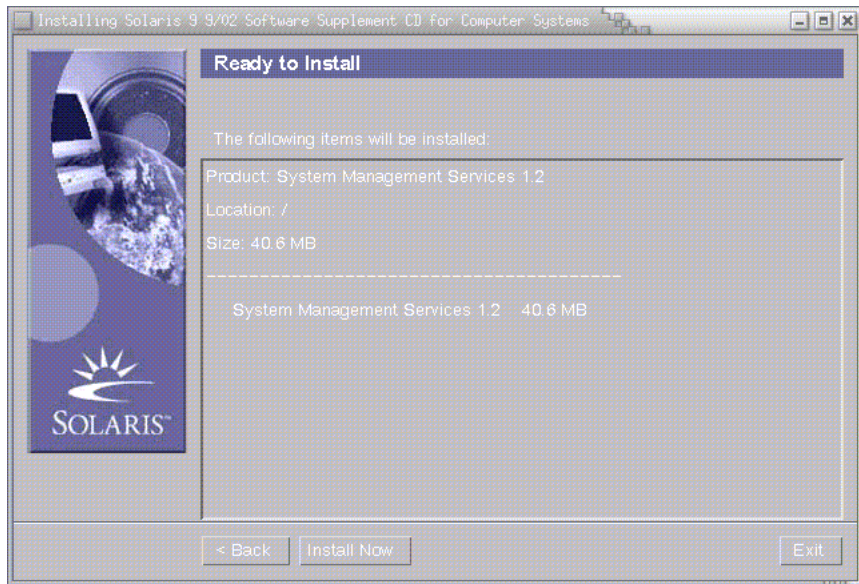 Installing Solaris 9 9/02 Software Supplement CD for Computer Systems
Ready to Install
The following items will be installed:
Product: System Management Services 1.2
Location: /
Size: 40.6 MB
---------------------------------------
System Management Services 1.2 40.6 MB
SOLARIS™
< Back
Install Now
Exit